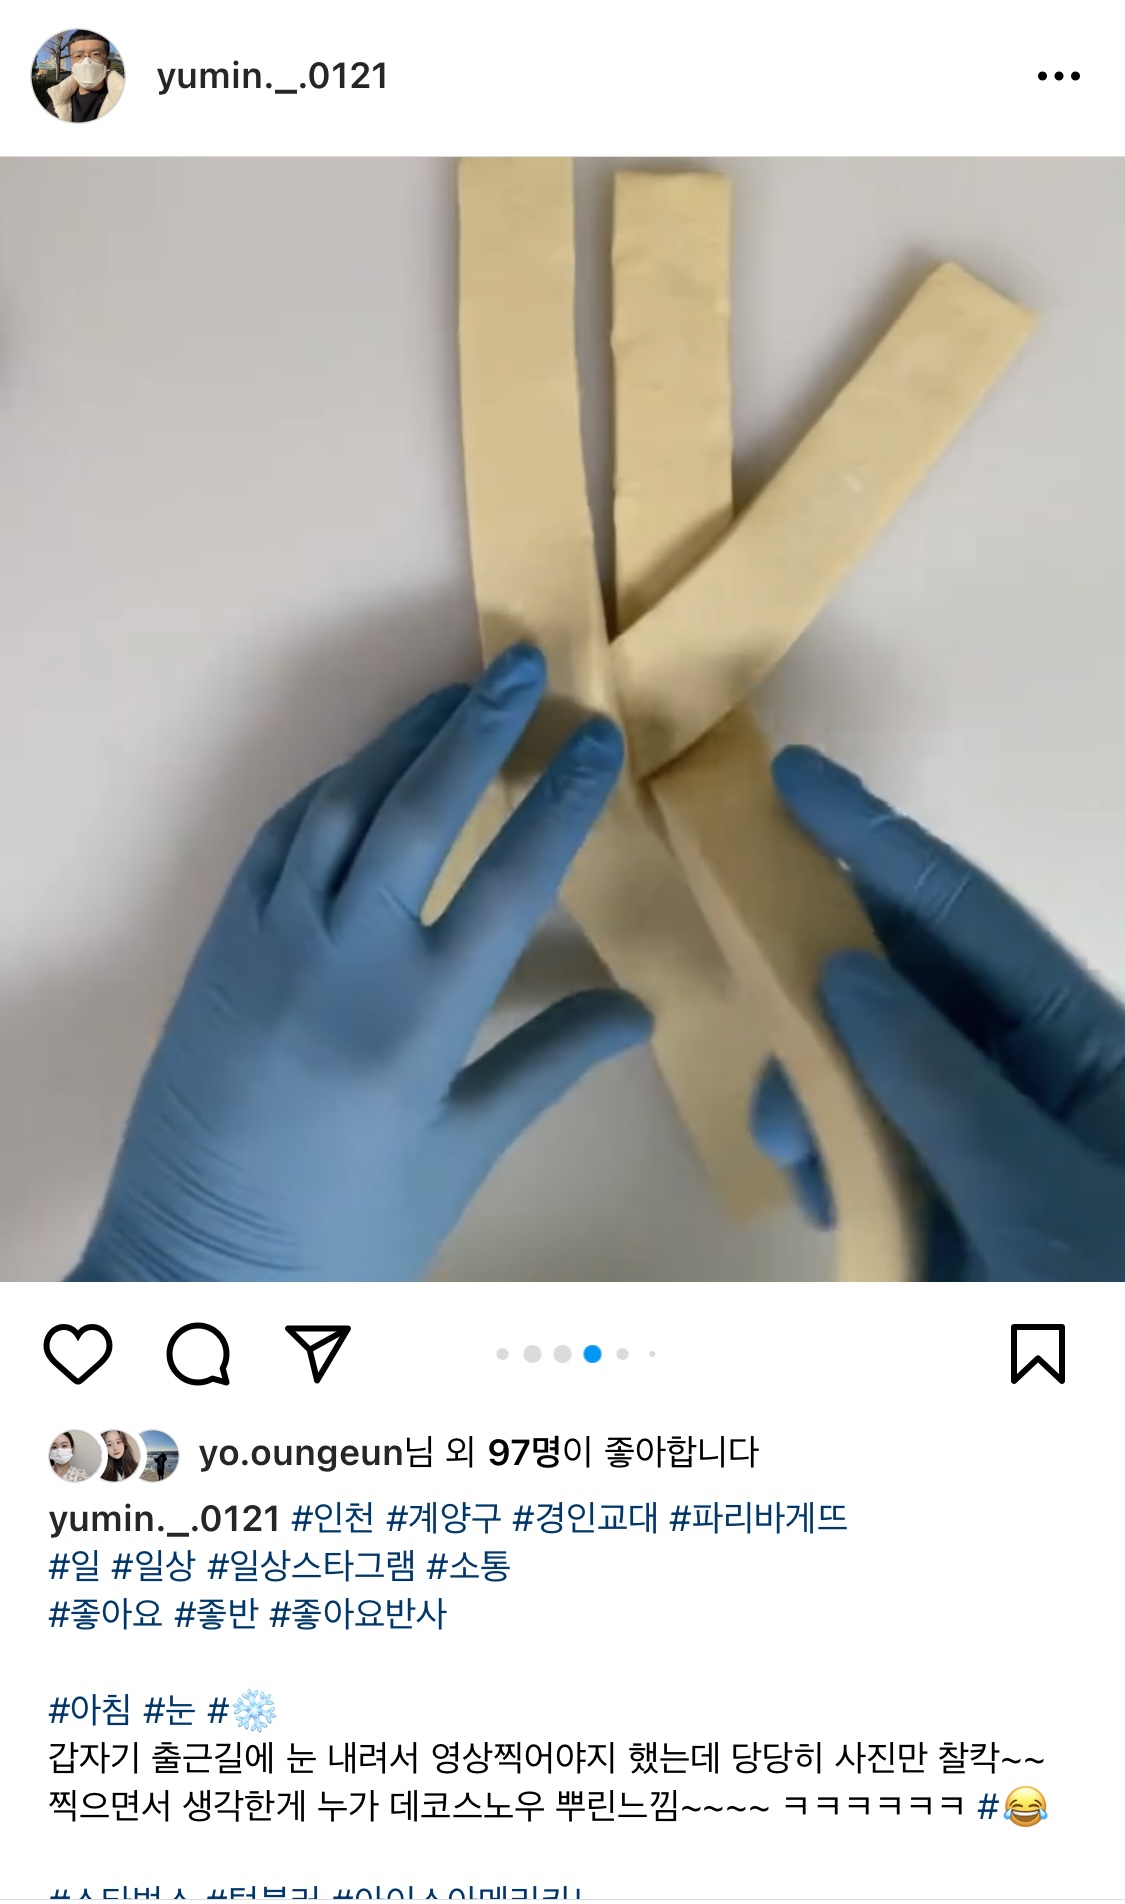 yumin._.0121
yo.oungeun님 외 97명이 좋아합니다
yumin._.0121 #인천 #계양구 #경인교대 #파리바게뜨
#일 #일상 #일상스타그램 #소통
#좋아요 #좋반 #좋아요반사
#아침 #눈 #❄️
갑자기 출근길에 눈 내려서 영상찍어야지 했는데 당당히 사진만 찰칵~~
찍으면서 생각한게 누가 데코스노우 뿌린느낌~~~~ ㅋㅋㅋㅋㅋㅋ #😂